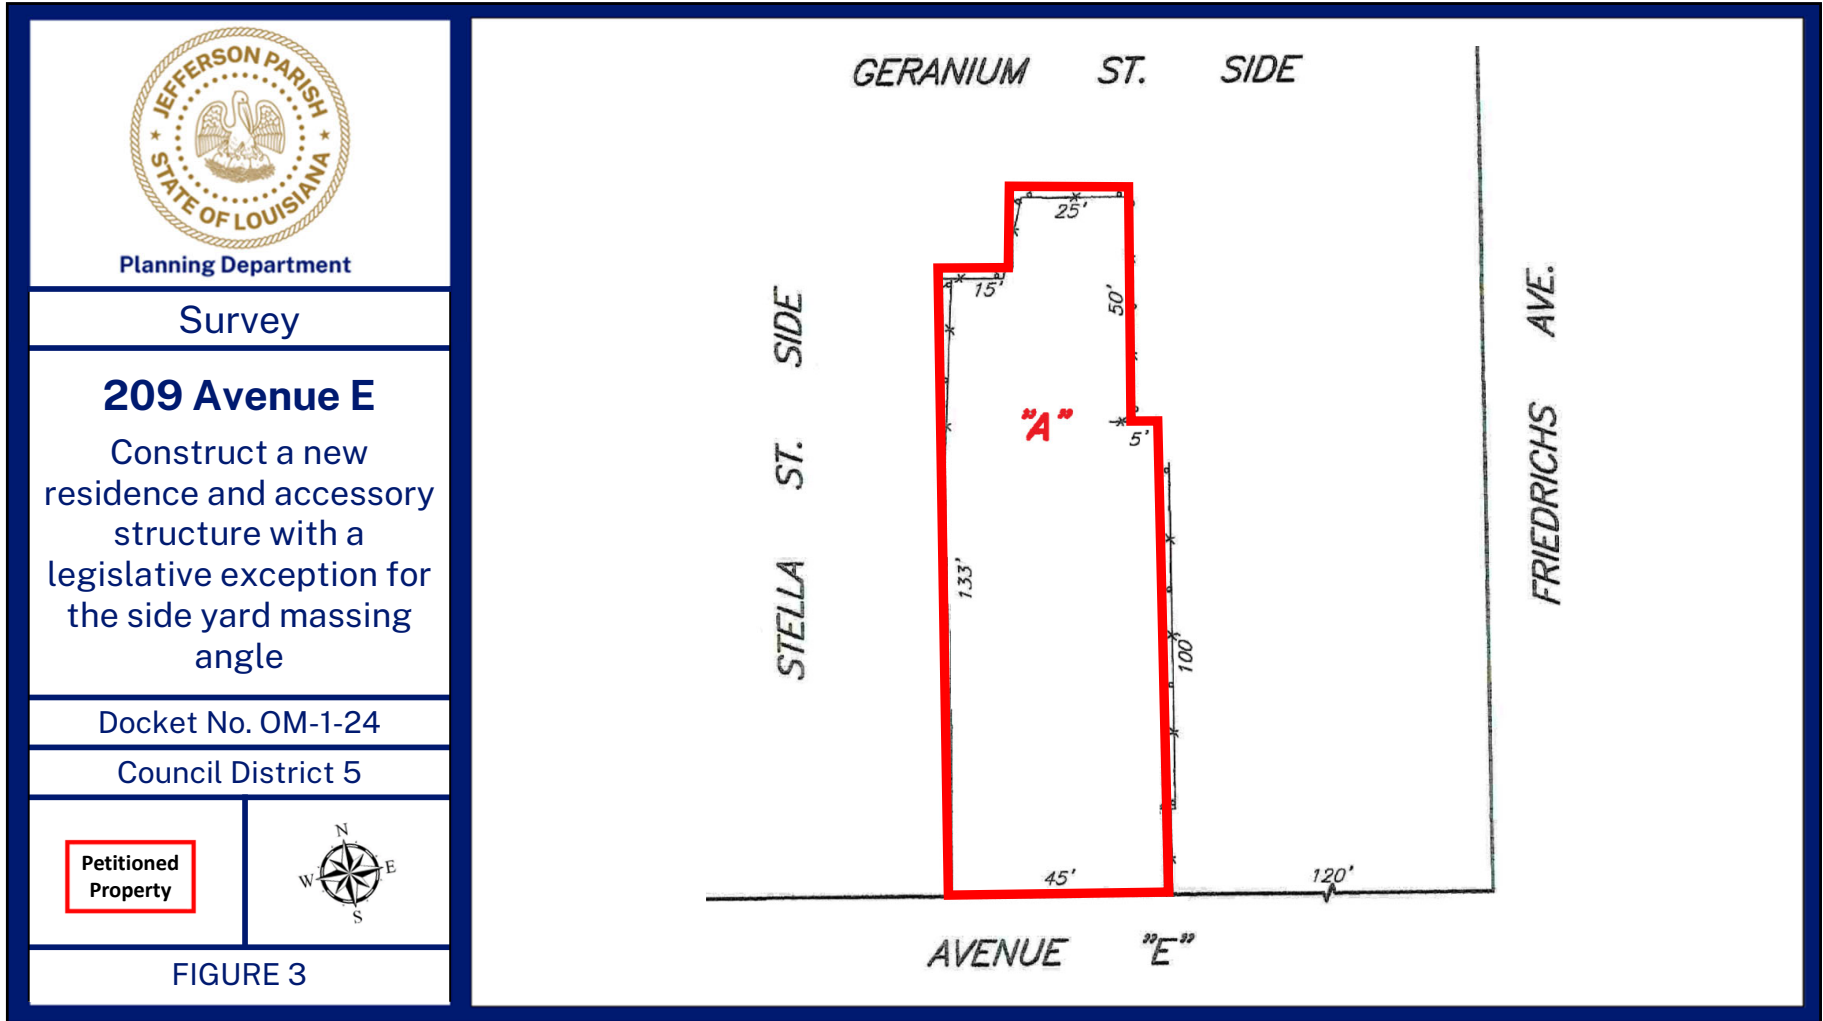 JEFFERSON PARISH
STATE OF LOUISIANA
Planning Department
Survey
209 Avenue E
Construct a new
residence and accessory
structure with a
legislative exception for
the side yard massing
angle
Docket No. OM-1-24
Council District 5
Petitioned
Property
N
E
W
S
FIGURE 3
GERANIUM ST. SIDE
STELLA ST. SIDE
FRIEDRICHS AVE.
25'
15'
50'
"A"
5'
133'
100'
45'
120'
AVENUE "E"